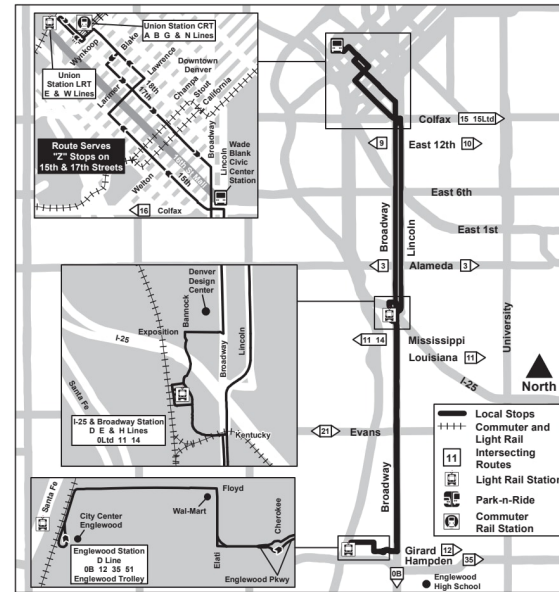 Union Station CRT
A B G & N Lines
Union
Station LRT
E & W Lines
Wynkoop
Blake
Lawrence
Larimer
18th
17th
Downtown
Denver
Champa
Stout
California
Route Serves
"Z" Stops on
15th & 17th Streets
16th St Mall
15th
Welton
Broadway
Lincoln
Wade
Blank
Civic
Center
Station
16
Colfax
Colfax
15 15Ltd
9
East 12th
10
East 6th
East 1st
Broadway
Lincoln
3
Alameda
3
11 14
Mississippi
Louisiana
11
University
I-25
North
21
Evans
Broadway
Girard
12
Hampden
35
0B
Englewood
High School
Denver
Design
Center
Bannock
Exposition
Lincoln
Broadway
I-25
Santa Fe
Kentucky
I-25 & Broadway Station
D E & H Lines
0Ltd 11 14
Santa Fe
Floyd
Wal-Mart
City Center
Englewood
Cherokee
Elati
Englewood Station
D Line
0B 12 35 51
Englewood Trolley
Englewood Pkwy
Local Stops
Commuter and
Light Rail
11
Intersecting
Routes
Light Rail Station
Park-n-Ride
Commuter
Rail Station